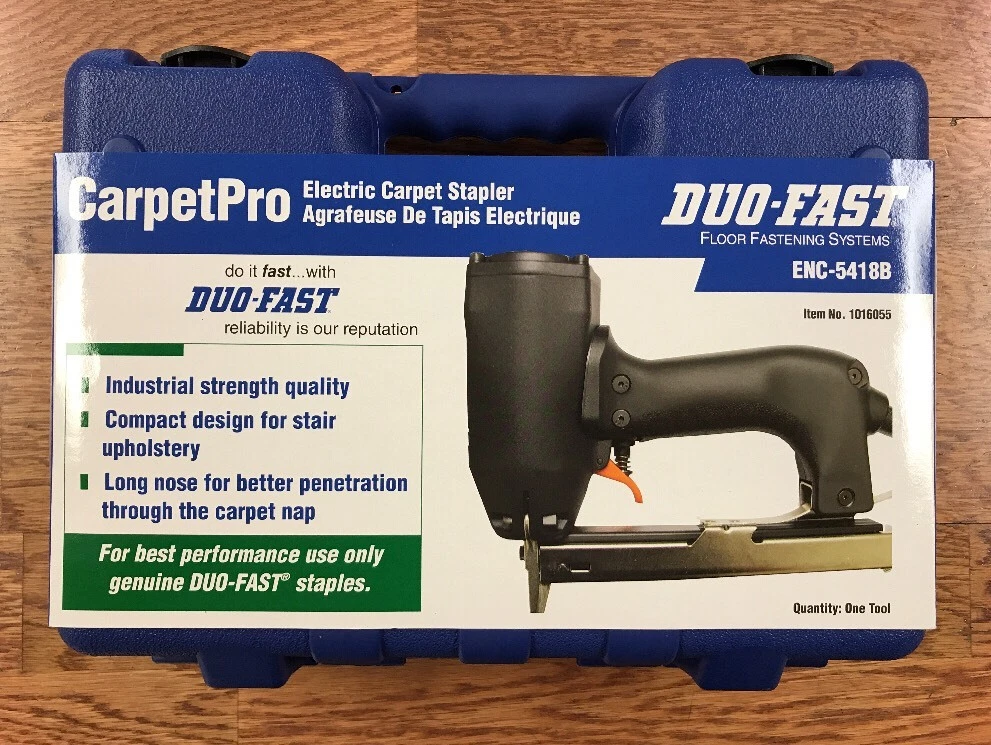 CarpetPro
Electric Carpet Stapler
Agrafeuse De Tapis Electrique
DUO-FAST
FLOOR FASTENING SYSTEMS
ENC-5418B
Item No. 1016055
do it fast...with
DUO-FAST®
reliability is our reputation
Industrial strength quality
Compact design for stair
upholstery
Long nose for better penetration
through the carpet nap
For best performance use only
genuine DUO-FAST® staples.
Quantity: One Tool